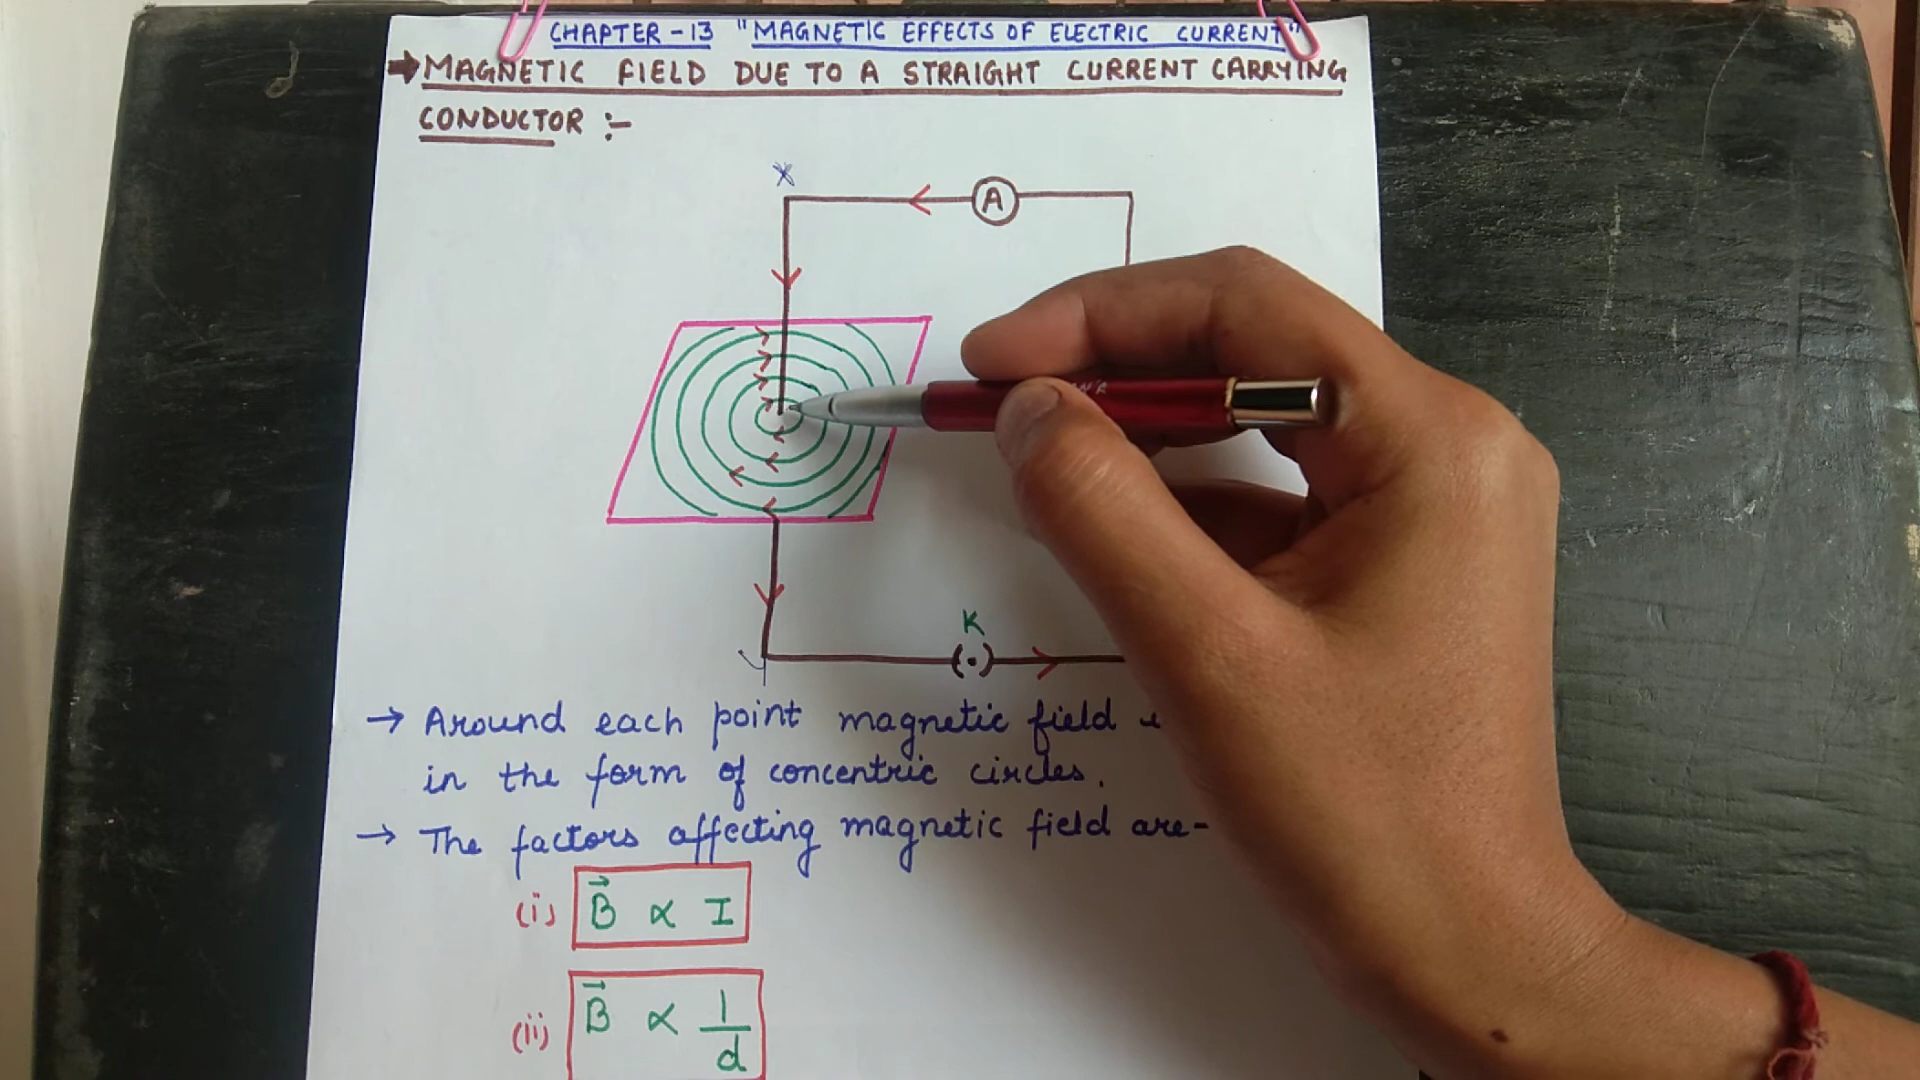 CHAPTER-13 "MAGNETIC EFFECTS OF ELECTRIC CURRENT"
→ MAGNETIC FIELD DUE TO A STRAIGHT CURRENT CARRYING
CONDUCTOR :-
X
A
K
→ Around each point magnetic field
in the form of concentric circles.
→ The factors affecting magnetic field are-
(i) B⃗ ∝ I
(ii) B⃗ ∝ 1/d